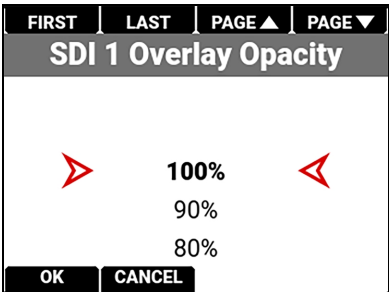 FIRST LAST PAGE▲ PAGE▼
SDI 1 Overlay Opacity
100%
90%
80%
OK CANCEL